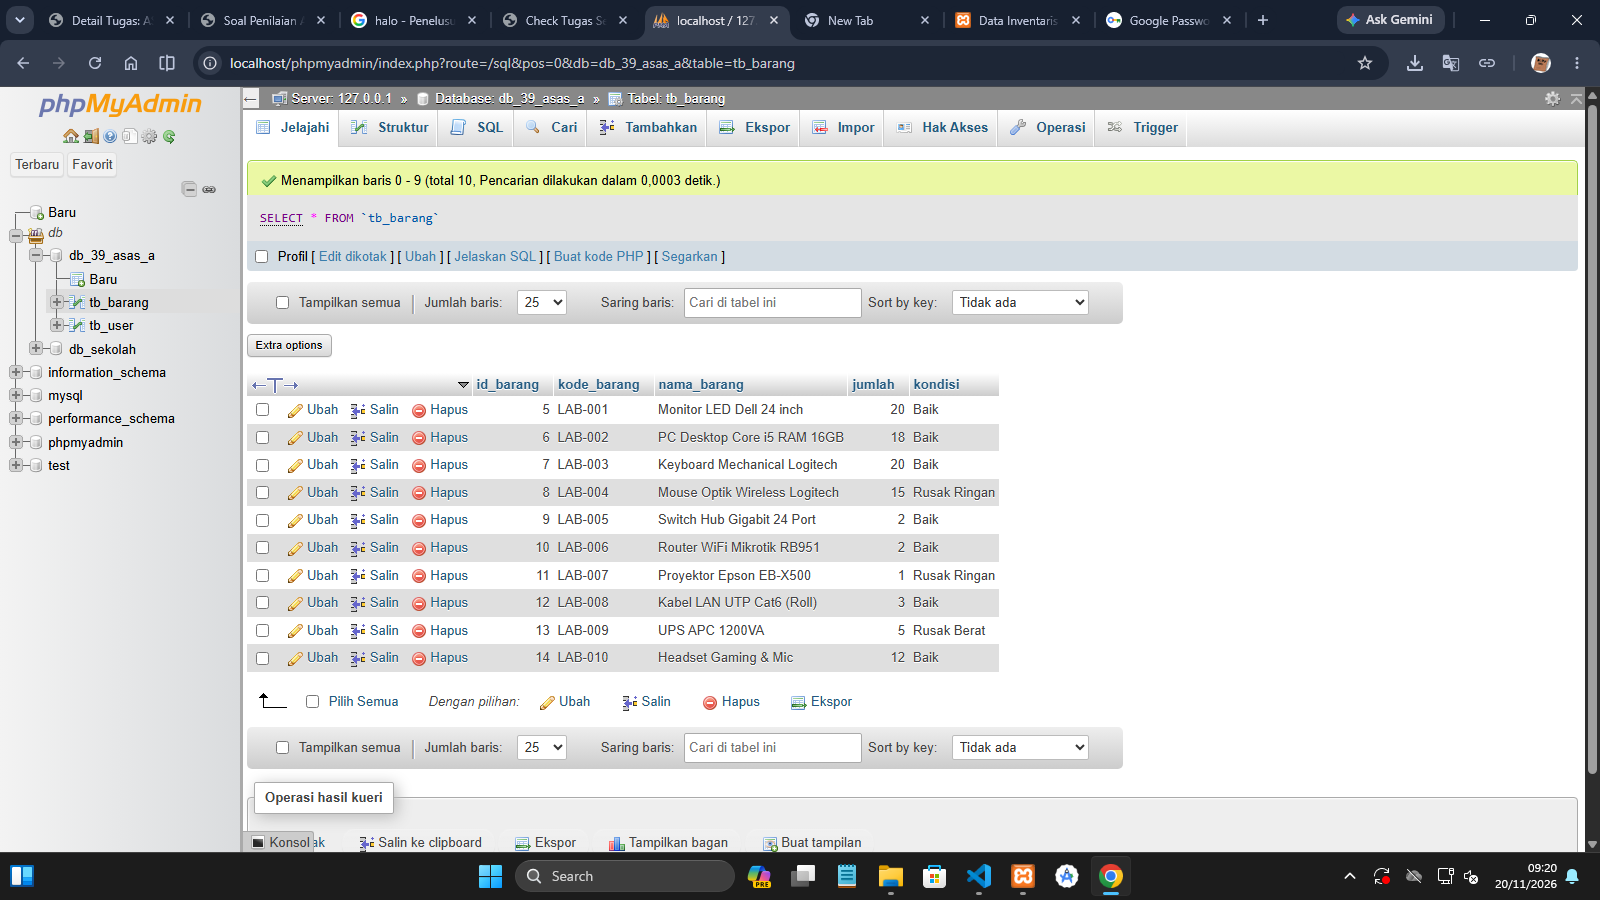 Detail Tugas: A
Soal Penilaian
halo - Penelusu
Check Tugas Se
localhost / 127
New Tab
Data Inventaris
Google Passwo
Ask Gemini
localhost/phpmyadmin/index.php?route=/sql&pos=0&db=db_39_asas_a&table=tb_barang
phpMyAdmin
Terbaru Favorit
Baru
db
db_39_asas_a
Baru
tb_barang
tb_user
db_sekolah
information_schema
mysql
performance_schema
phpmyadmin
test
Server: 127.0.0.1 » Database: db_39_asas_a » Tabel: tb_barang
Jelajahi Struktur SQL Cari Tambahkan Ekspor Impor Hak Akses Operasi Trigger
Menampilkan baris 0 - 9 (total 10, Pencarian dilakukan dalam 0,0003 detik.)
SELECT * FROM `tb_barang`
Profil [ Edit dikotak ] [ Ubah ] [ Jelaskan SQL ] [ Buat kode PHP ] [ Segarkan ]
Tampilkan semua Jumlah baris: 25 Saring baris: Cari di tabel ini Sort by key: Tidak ada
Extra options
id_barang kode_barang nama_barang jumlah kondisi
Ubah Salin Hapus 5 LAB-001 Monitor LED Dell 24 inch 20 Baik
Ubah Salin Hapus 6 LAB-002 PC Desktop Core i5 RAM 16GB 18 Baik
Ubah Salin Hapus 7 LAB-003 Keyboard Mechanical Logitech 20 Baik
Ubah Salin Hapus 8 LAB-004 Mouse Optik Wireless Logitech 15 Rusak Ringan
Ubah Salin Hapus 9 LAB-005 Switch Hub Gigabit 24 Port 2 Baik
Ubah Salin Hapus 10 LAB-006 Router WiFi Mikrotik RB951 2 Baik
Ubah Salin Hapus 11 LAB-007 Proyektor Epson EB-X500 1 Rusak Ringan
Ubah Salin Hapus 12 LAB-008 Kabel LAN UTP Cat6 (Roll) 3 Baik
Ubah Salin Hapus 13 LAB-009 UPS APC 1200VA 5 Rusak Berat
Ubah Salin Hapus 14 LAB-010 Headset Gaming & Mic 12 Baik
Pilih Semua Dengan pilihan: Ubah Salin Hapus Ekspor
Tampilkan semua Jumlah baris: 25 Saring baris: Cari di tabel ini Sort by key: Tidak ada
Operasi hasil kueri
Konsol ak Salin ke clipboard Ekspor Tampilkan bagan Buat tampilan
Search
PRE
09:20
20/11/2026